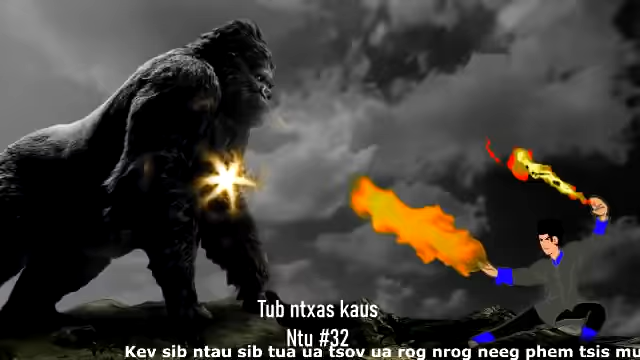 Tub ntxas kaus
Ntu #32
Kev sib ntau sib tua ua tsov ua rog nrog neeg phem tsis mu